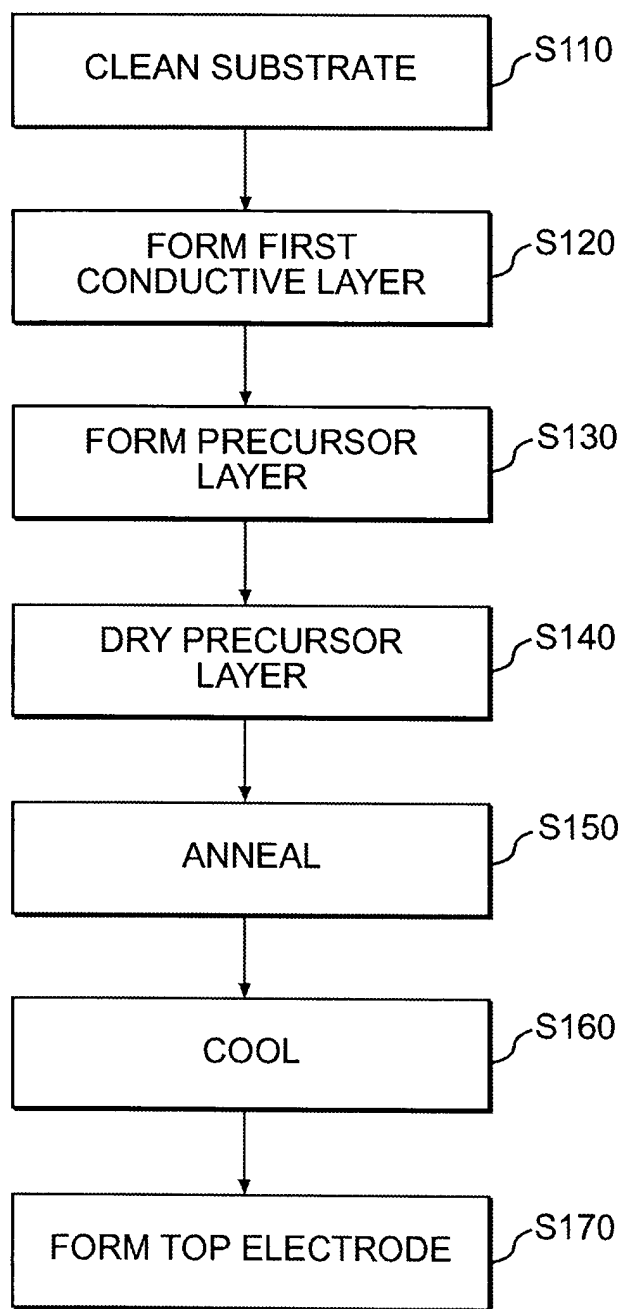 CLEAN SUBSTRATE
S110
FORM FIRST
CONDUCTIVE LAYER
S120
FORM PRECURSOR
LAYER
S130
DRY PRECURSOR
LAYER
S140
ANNEAL
S150
COOL
S160
FORM TOP ELECTRODE
S170